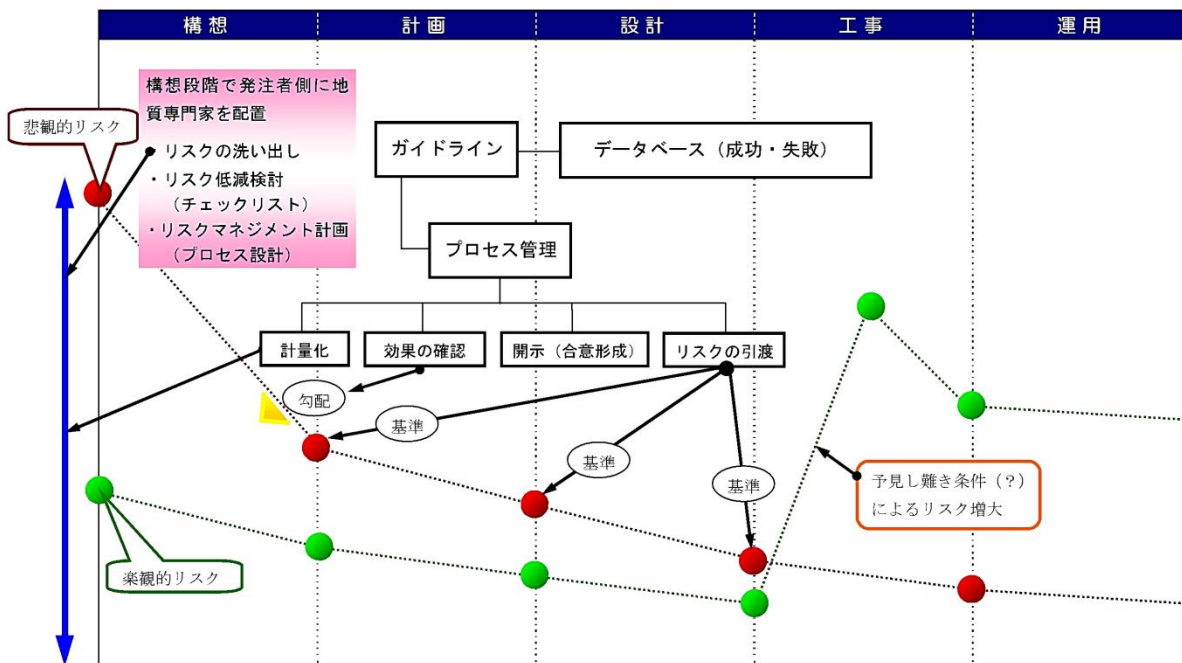 構想
計画
設計
工事
運用
構想段階で発注者側に地
質専門家を配置
・リスクの洗い出し
・リスク低減検討
（チェックリスト）
・リスクマネジメント計画
（プロセス設計）
悲観的リスク
ガイドライン
データベース（成功・失敗）
プロセス管理
計量化
効果の確認
開示（合意形成）
リスクの引渡
勾配
基準
基準
基準
予見し難き条件（？）
によるリスク増大
楽観的リスク